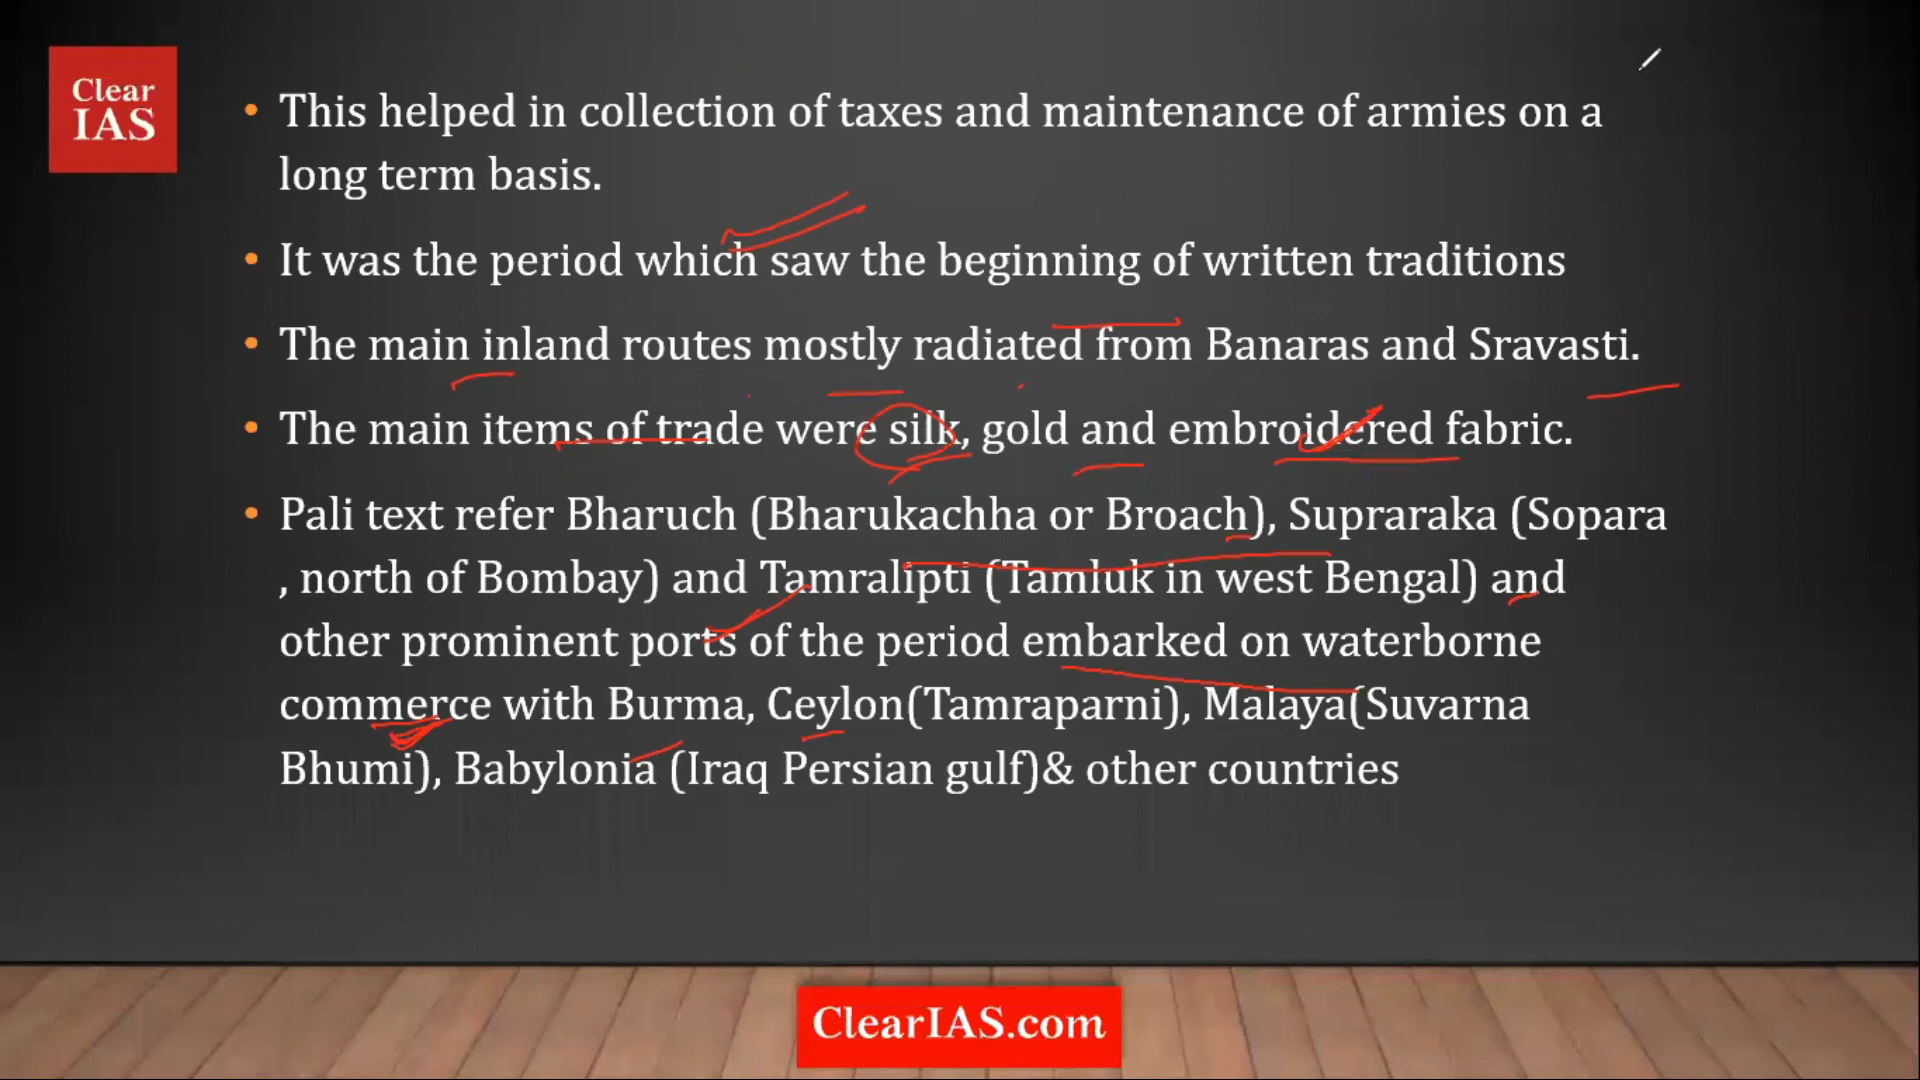 Clear
IAS
This helped in collection of taxes and maintenance of armies on a
long term basis.
It was the period which saw the beginning of written traditions
The main inland routes mostly radiated from Banaras and Sravasti.
The main items of trade were silk, gold and embroidered fabric.
Pali text refer Bharuch (Bharukachha or Broach), Supraraka (Sopara
, north of Bombay) and Tamralipti (Tamluk in west Bengal) and
other prominent ports of the period embarked on waterborne
commerce with Burma, Ceylon(Tamraparni), Malaya(Suvarna
Bhumi), Babylonia (Iraq Persian gulf)& other countries
ClearIAS.com